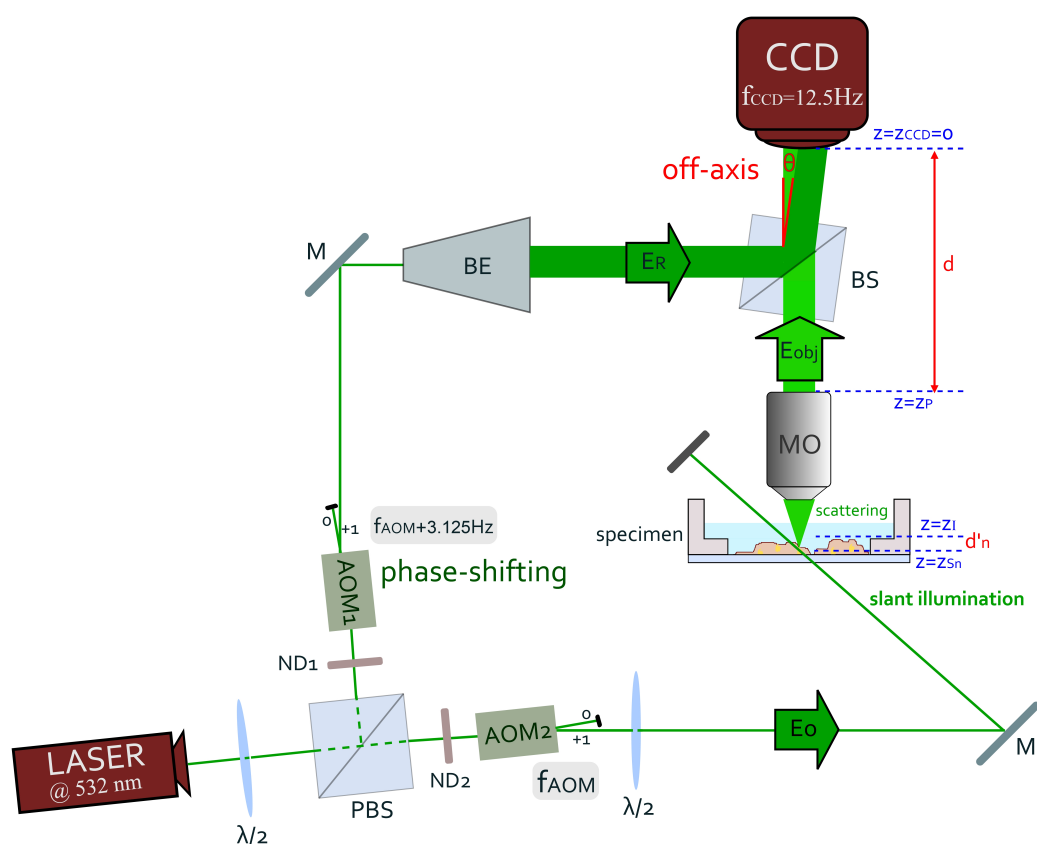 CCD
fCCD=12.5Hz
z=zCCD=0
off-axis
θ
M
BE
ER
BS
d
Eobj
z=zP
MO
scattering
specimen
z=zI
d'n
z=zSn
slant illumination
0
+1
fAOM+3.125Hz
AOM1
phase-shifting
ND1
LASER
@ 532 nm
λ/2
PBS
ND2
AOM2
0
+1
fAOM
λ/2
Eo
M